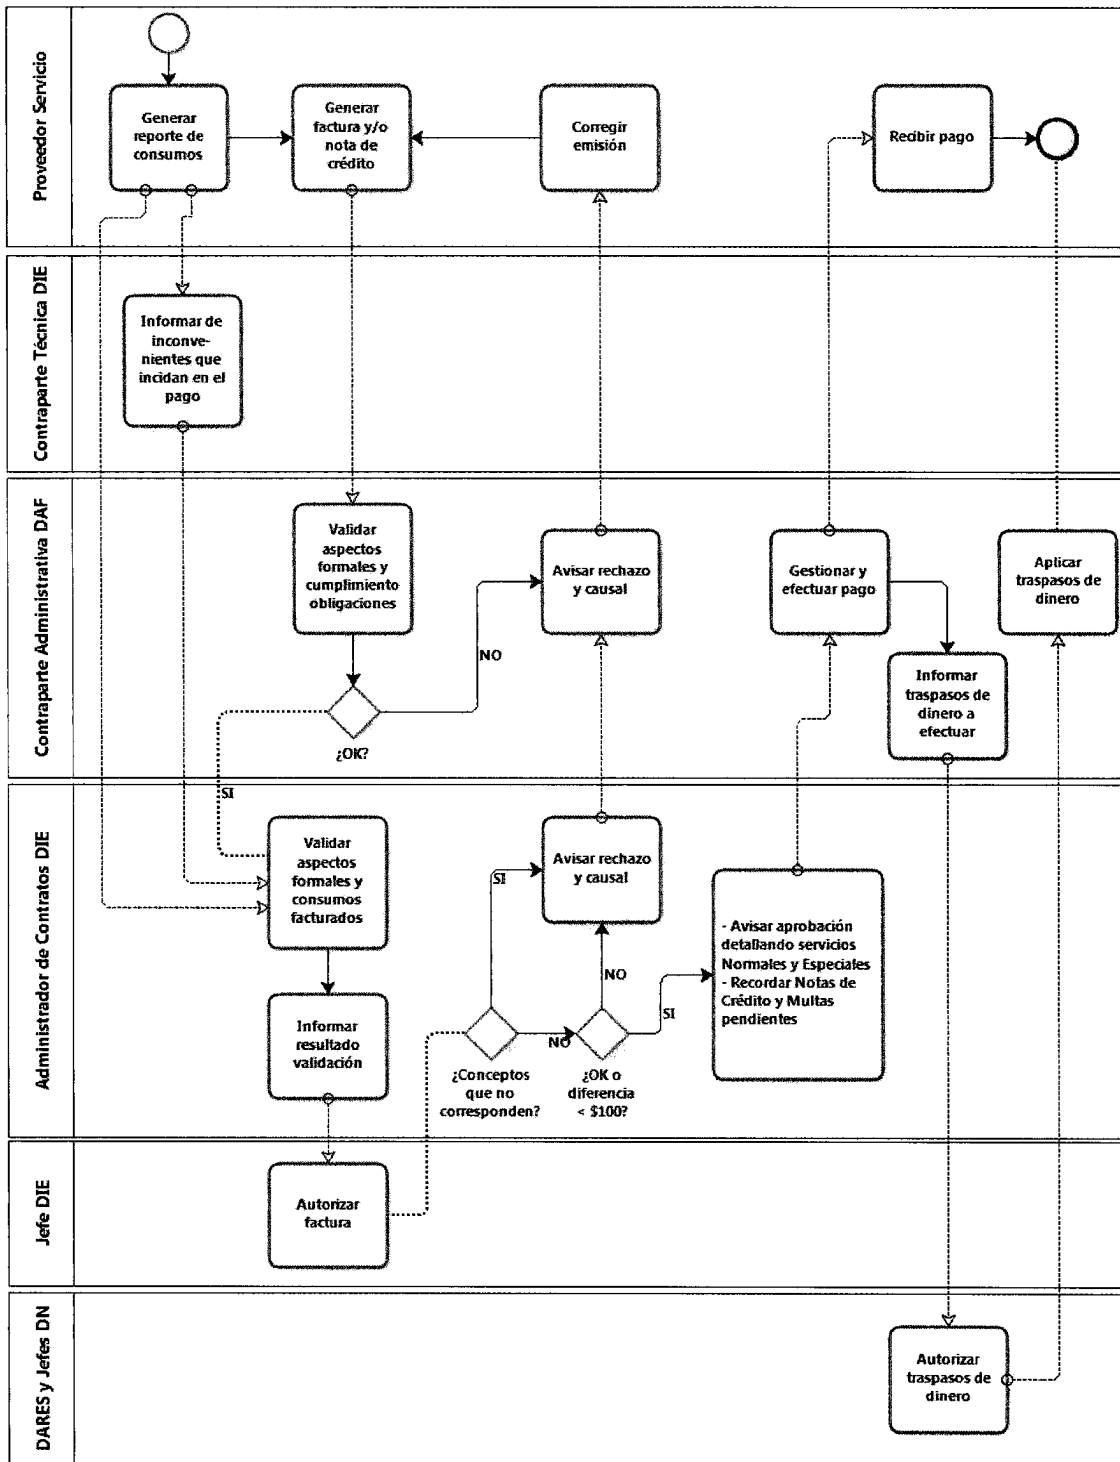 Proveedor Servicio
Generar
reporte de
consumos
Generar
factura y/o
nota de
crédito
Corregir
emisión
Recibir pago
Contraparte Técnica DIE
Informar de
inconve-
nientes que
incidan en el
pago
Contraparte Administrativa DAF
Validar
aspectos
formales y
cumplimiento
obligaciones
Avisar rechazo
y causal
Gestionar y
efectuar pago
Aplicar
traspasos de
dinero
NO
Informar
traspasos de
dinero a
efectuar
¿OK?
SI
Administrador de Contratos DIE
Validar
aspectos
formales y
consumos
facturados
Avisar rechazo
y causal
SI
- Avisar aprobación
detallando servicios
Normales y Especiales
- Recordar Notas de
Crédito y Multas
pendientes
NO
SI
NO
Informar
resultado
validación
¿Conceptos
que no
corresponden?
¿OK o
diferencia
< $100?
Jefe DIE
Autorizar
factura
DARES y Jefes DN
Autorizar
traspasos de
dinero